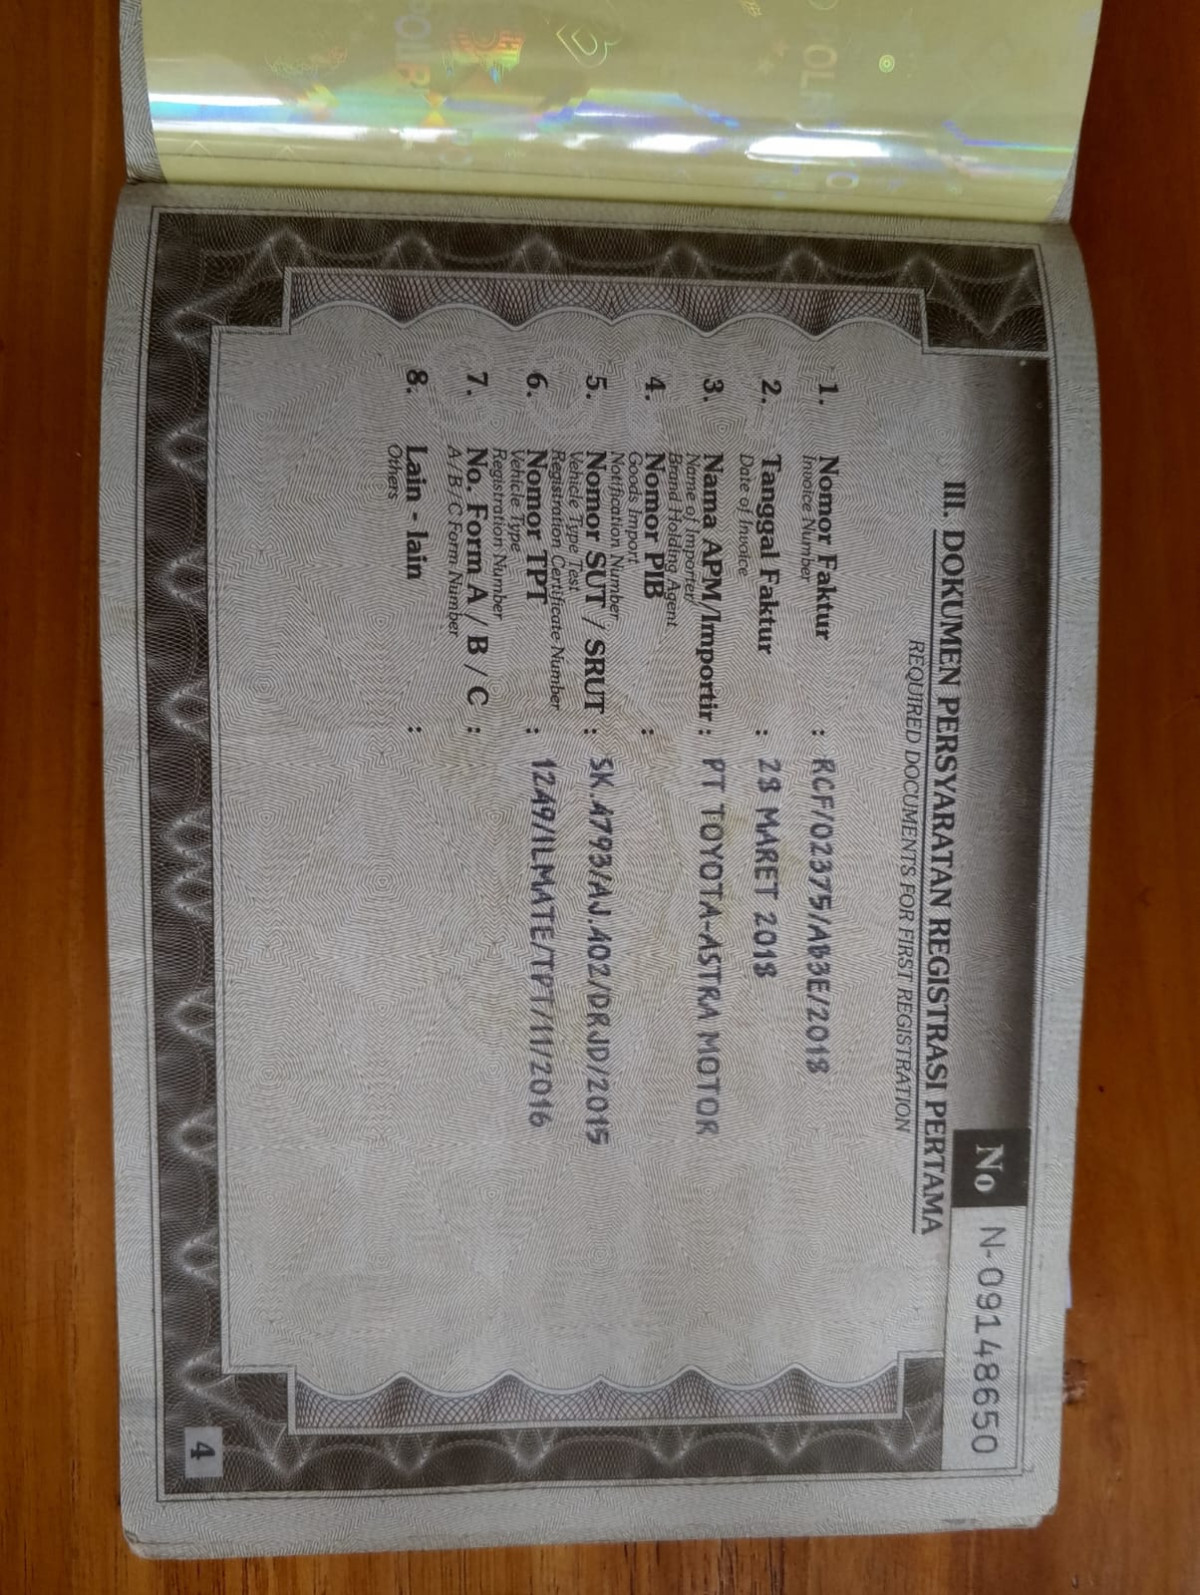 No N-09148650
III. DOKUMEN PERSYARATAN REGISTRASI PERTAMA
REQUIRED DOCUMENTS FOR FIRST REGISTRATION
1. Nomor Faktur : RCF/02375/AB3E/2018
Invoice Number
2. Tanggal Faktur : 28 MARET 2018
Date of Invoice
3. Nama APM/Importir : PT TOYOTA-ASTRA MOTOR
Name of Importer/
Brand Holding Agent
4. Nomor PIB :
Goods Import
Notification Number
5. Nomor SUT / SRUT : SK.4793/AJ.402/DRJD/2015
Vehicle Type Test
Registration Certificate Number
6. Nomor TPT : 1249/ILMATE/TPT/11/2016
Vehicle Type
Registration Number
7. No. Form A / B / C :
A / B / C Form Number
8. Lain - lain :
Others
4